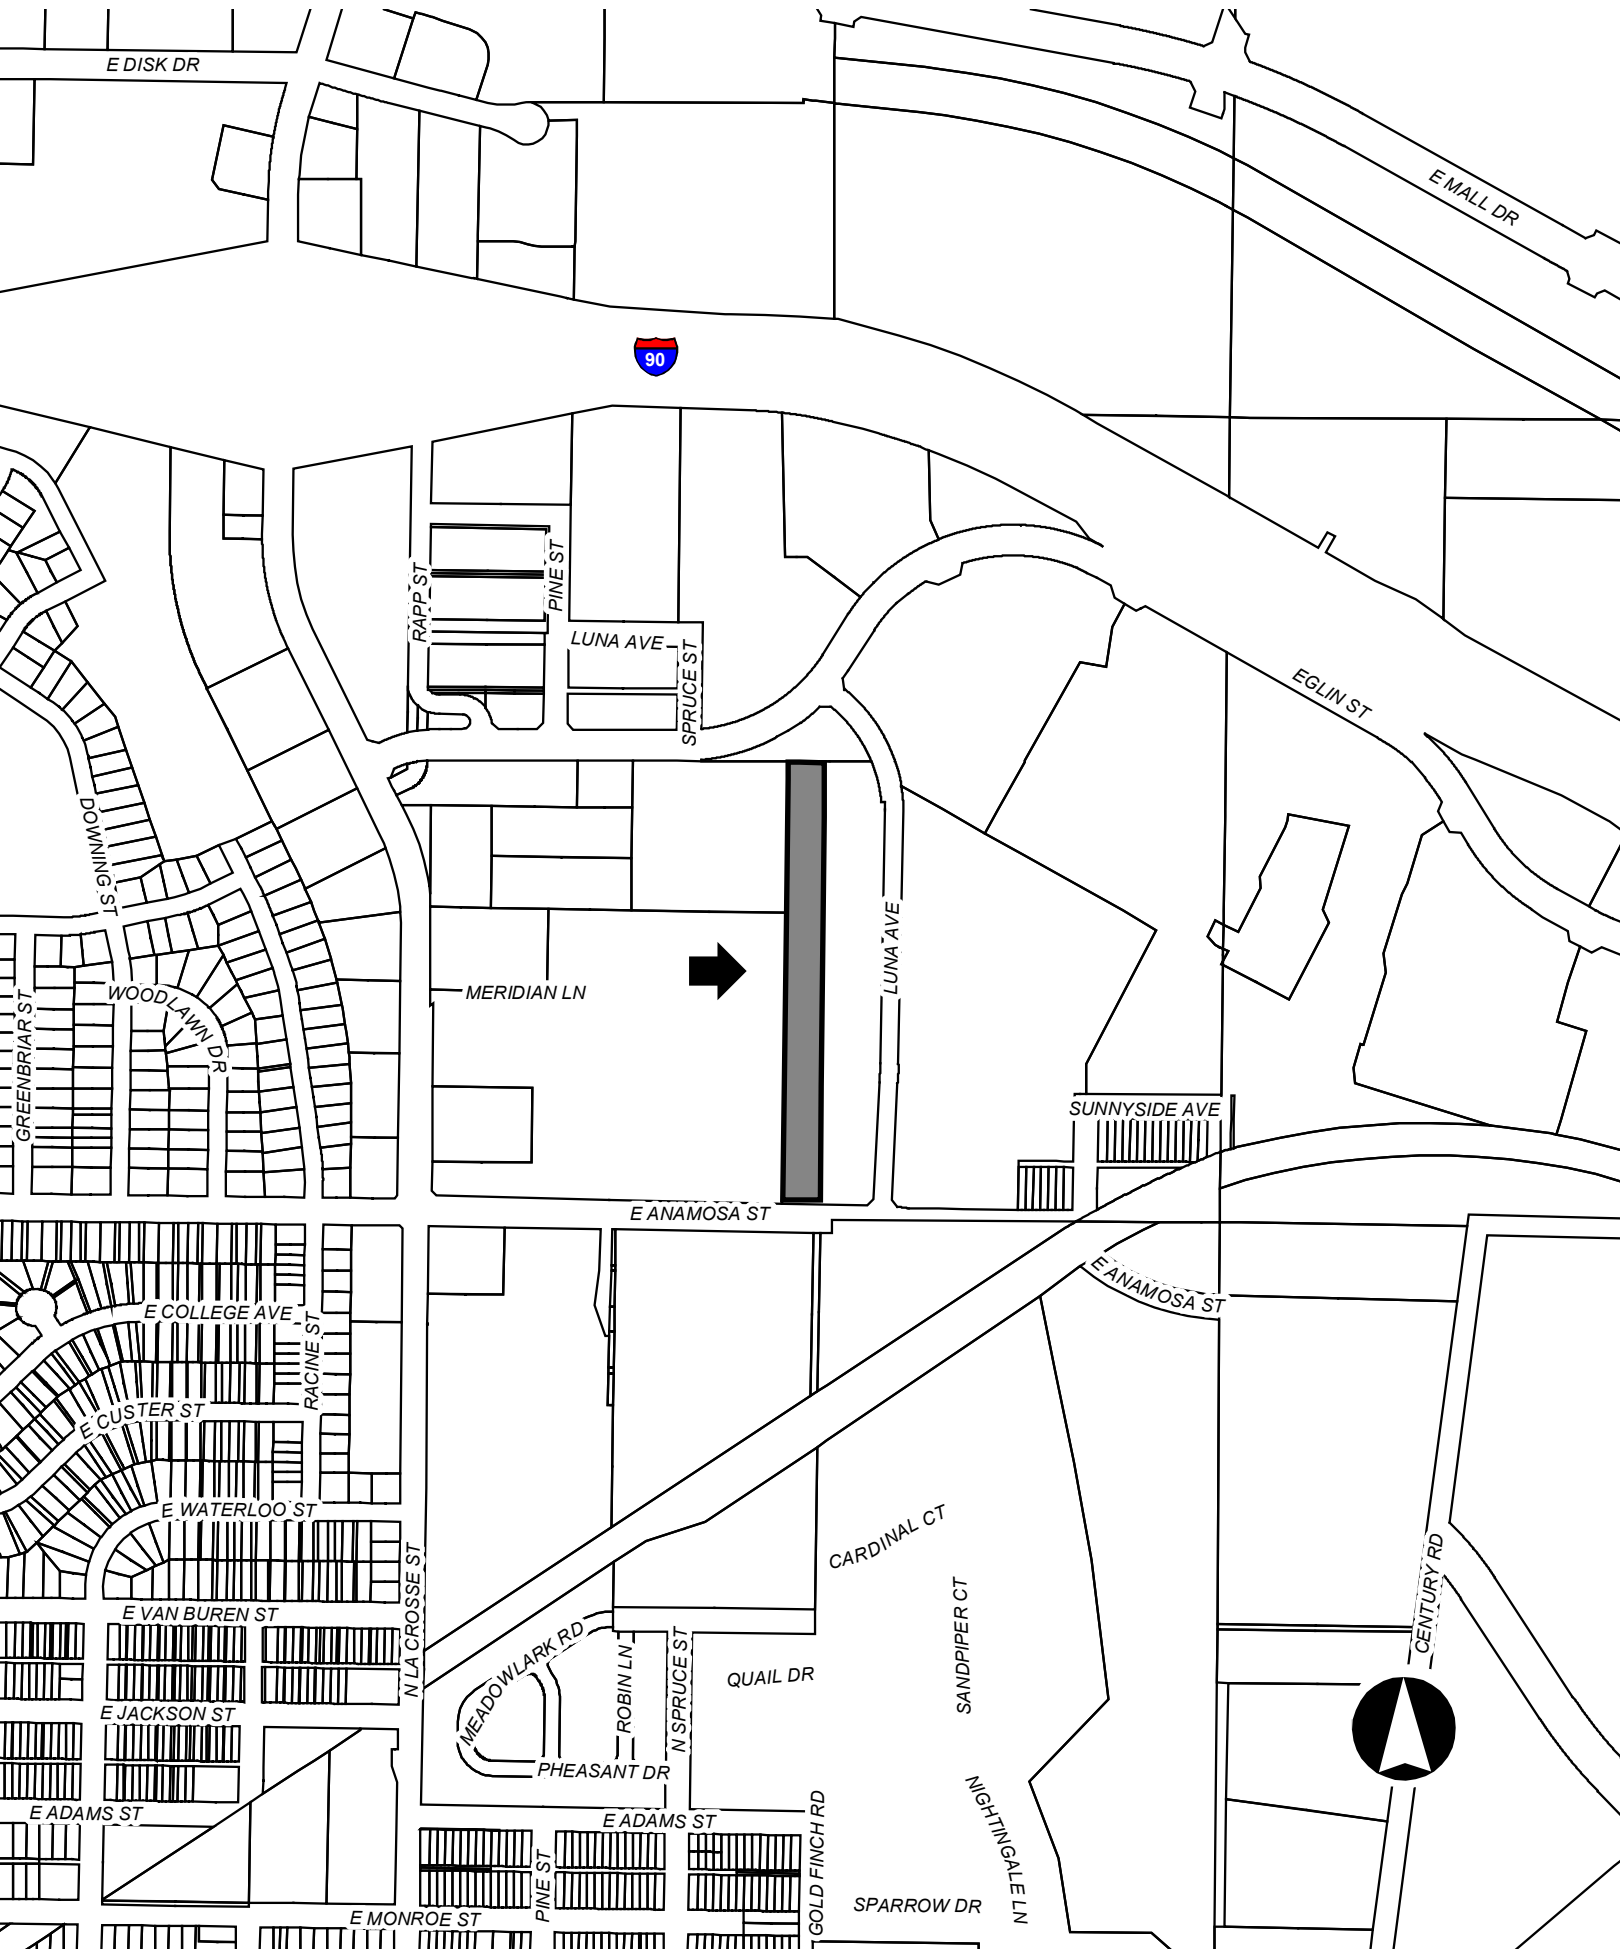 E DISK DR
E MALL DR
90
RAPP ST
PINE ST
LUNA AVE
SPRUCE ST
EGLIN ST
DOWNING ST
LUNA AVE
MERIDIAN LN
WOODLAWN DR
GREENBRIAR ST
SUNNYSIDE AVE
E ANAMOSA ST
E ANAMOSA ST
E COLLEGE AVE
RACINE ST
E CUSTER ST
E WATERLOO ST
CARDINAL CT
N LA CROSSE ST
CENTURY RD
SANDPIPER CT
E VAN BUREN ST
MEADOWLARK RD
ROBIN LN
N SPRUCE ST
QUAIL DR
E JACKSON ST
PHEASANT DR
E ADAMS ST
E ADAMS ST
GOLD FINCH RD
NIGHTINGALE LN
PINE ST
SPARROW DR
E MONROE ST